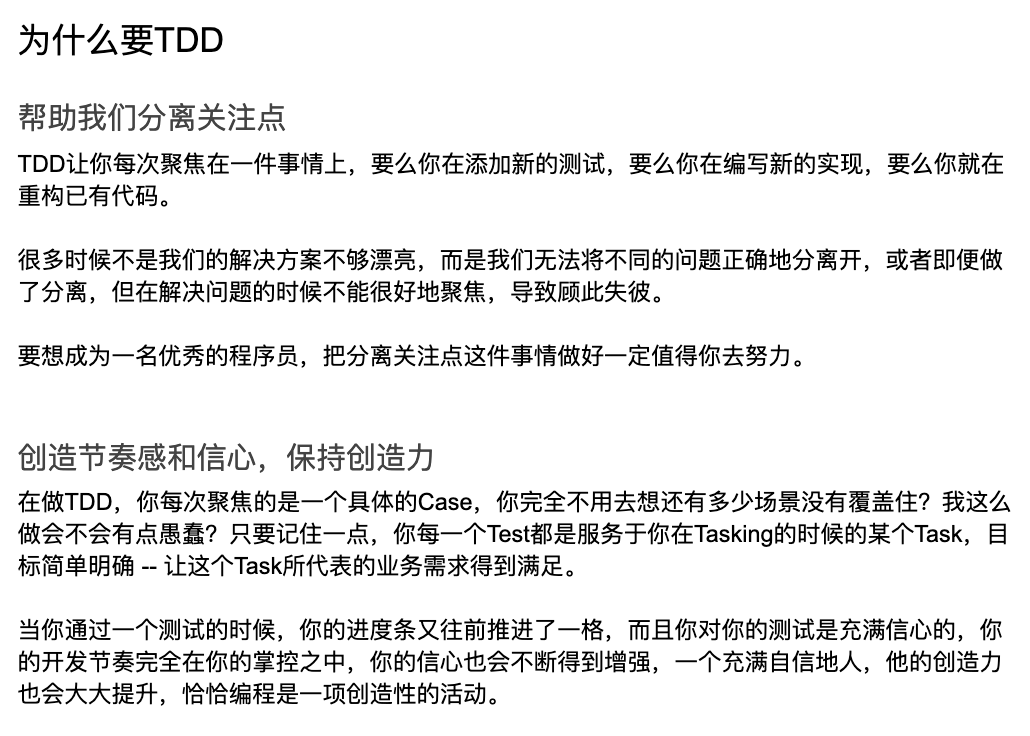 为什么要TDD
帮助我们分离关注点
TDD让你每次聚焦在一件事情上，要么你在添加新的测试，要么你在编写新的实现，要么你就在
重构已有代码。
很多时候不是我们的解决方案不够漂亮，而是我们无法将不同的问题正确地分离开，或者即便做
了分离，但在解决问题的时候不能很好地聚焦，导致顾此失彼。
要想成为一名优秀的程序员，把分离关注点这件事情做好一定值得你去努力。
创造节奏感和信心，保持创造力
在做TDD，你每次聚焦的是一个具体的Case，你完全不用去想还有多少场景没有覆盖住？我这么
做会不会有点愚蠢？只要记住一点，你每一个Test都是服务于你在Tasking的时候的某个Task，目
标简单明确 -- 让这个Task所代表的业务需求得到满足。
当你通过一个测试的时候，你的进度条又往前推进了一格，而且你对你的测试是充满信心的，你
的开发节奏完全在你的掌控之中，你的信心也会不断得到增强，一个充满自信地人，他的创造力
也会大大提升，恰恰编程是一项创造性的活动。